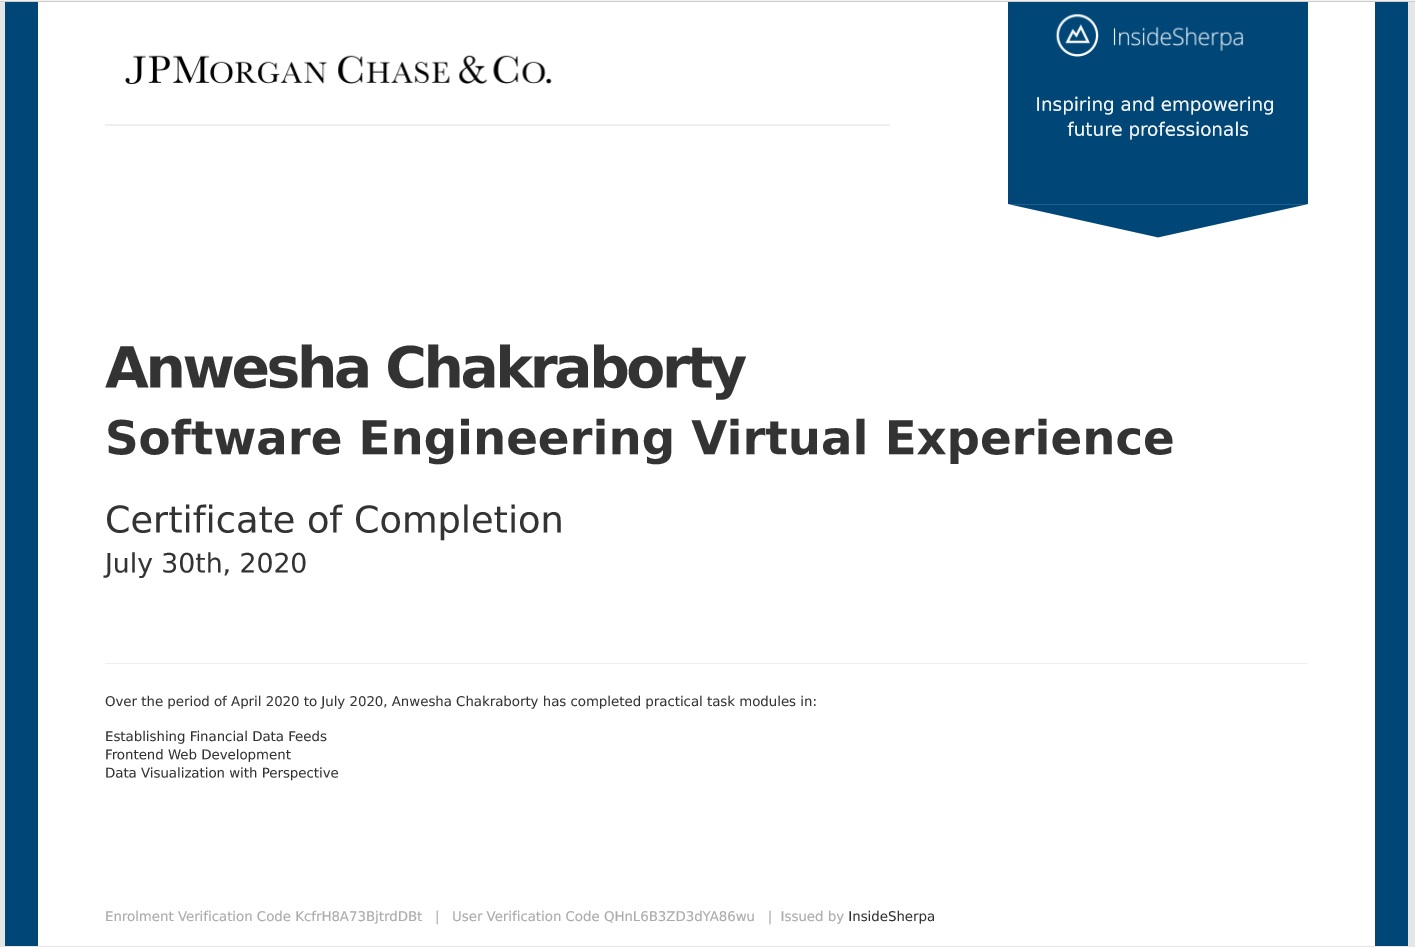 JPMORGAN CHASE & CO.
InsideSherpa
Inspiring and empowering
future professionals
Anwesha Chakraborty
Software Engineering Virtual Experience
Certificate of Completion
July 30th, 2020
Over the period of April 2020 to July 2020, Anwesha Chakraborty has completed practical task modules in:
Establishing Financial Data Feeds
Frontend Web Development
Data Visualization with Perspective
Enrolment Verification Code KcfrH8A73BjtrdDBt | User Verification Code QHnL6B3ZD3dYA86wu | Issued by InsideSherpa